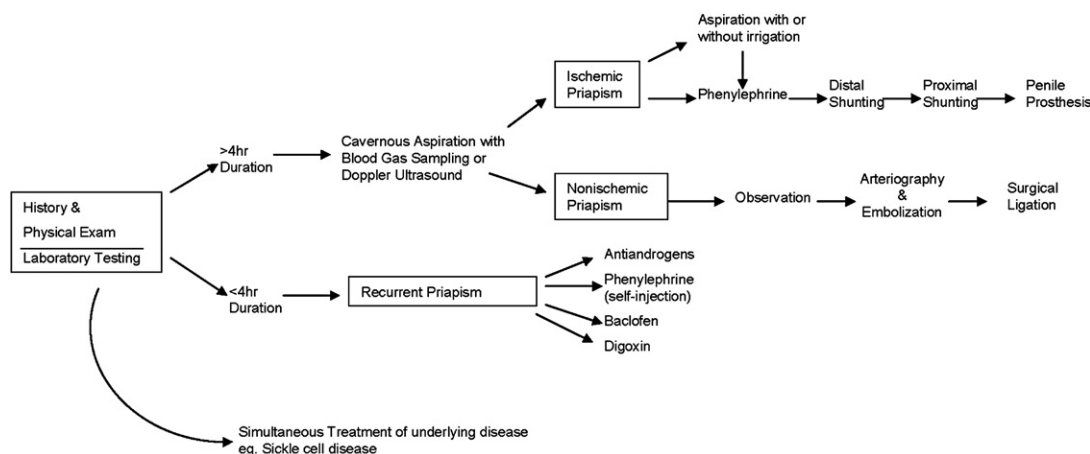 History &
Physical Exam
Laboratory Testing
>4hr
Duration
Cavernous Aspiration with
Blood Gas Sampling or
Doppler Ultrasound
Ischemic
Priapism
Aspiration with or
without irrigation
Phenylephrine
Distal
Shunting
Proximal
Shunting
Penile
Prosthesis
Nonischemic
Priapism
Observation
Arteriography
&
Embolization
Surgical
Ligation
<4hr
Duration
Recurrent Priapism
Antiandrogens
Phenylephrine
(self-injection)
Baclofen
Digoxin
Simultaneous Treatment of underlying disease
eg. Sickle cell disease